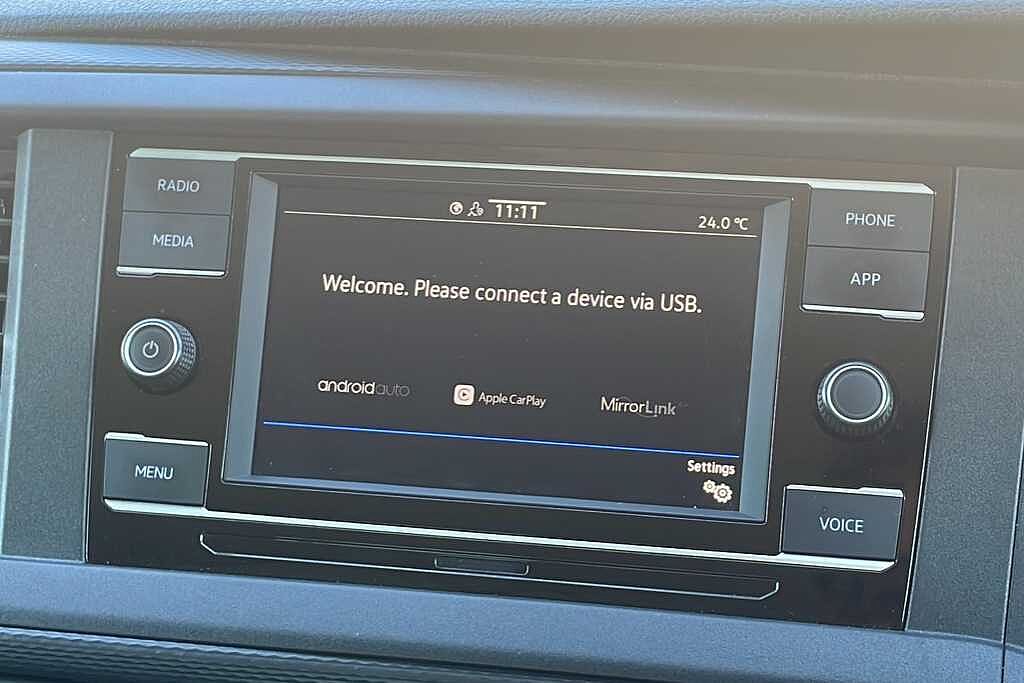 RADIO
MEDIA
11:11
24.0 °C
Welcome. Please connect a device via USB.
androidauto
Apple CarPlay
MirrorLink
Settings
PHONE
APP
MENU
VOICE